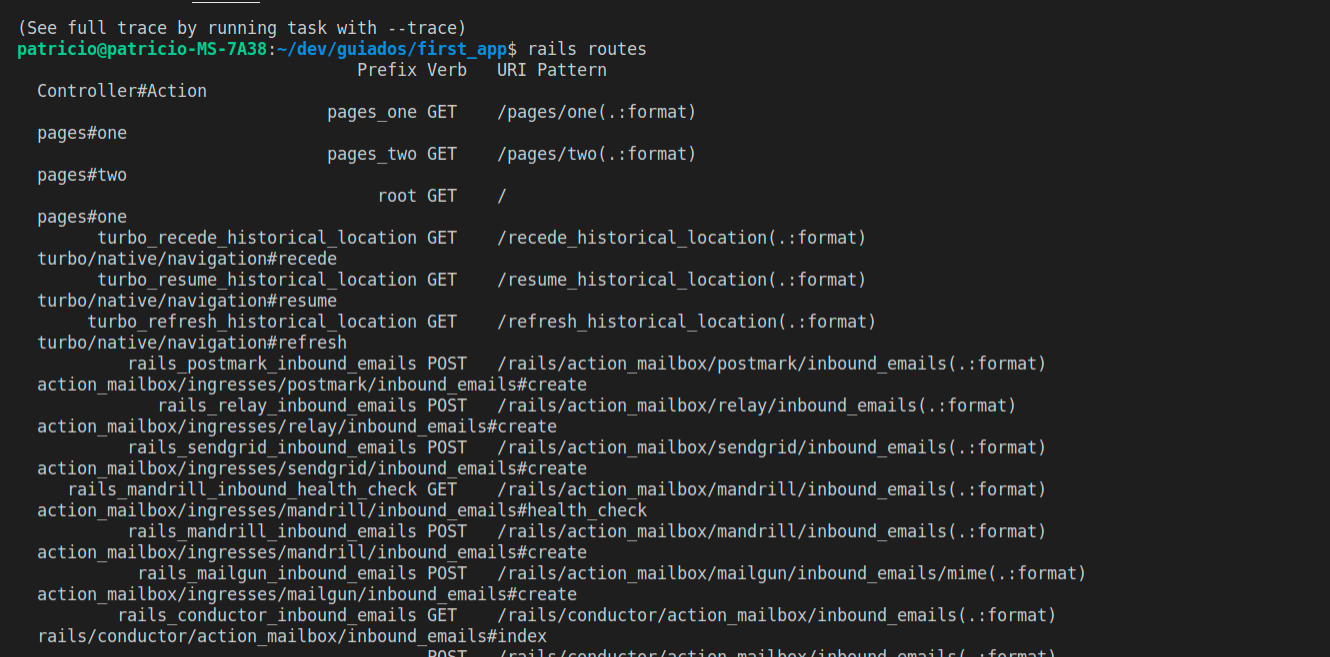 (See full trace by running task with --trace)
patricio@patricio-MS-7A38:~/dev/guiados/first_app$ rails routes
Prefix Verb   URI Pattern
Controller#Action
pages_one GET    /pages/one(.:format)
pages#one
pages_two GET    /pages/two(.:format)
pages#two
root GET    /
pages#one
turbo_recede_historical_location GET    /recede_historical_location(.:format)
turbo/native/navigation#recede
turbo_resume_historical_location GET    /resume_historical_location(.:format)
turbo/native/navigation#resume
turbo_refresh_historical_location GET    /refresh_historical_location(.:format)
turbo/native/navigation#refresh
rails_postmark_inbound_emails POST   /rails/action_mailbox/postmark/inbound_emails(.:format)
action_mailbox/ingresses/postmark/inbound_emails#create
rails_relay_inbound_emails POST   /rails/action_mailbox/relay/inbound_emails(.:format)
action_mailbox/ingresses/relay/inbound_emails#create
rails_sendgrid_inbound_emails POST   /rails/action_mailbox/sendgrid/inbound_emails(.:format)
action_mailbox/ingresses/sendgrid/inbound_emails#create
rails_mandrill_inbound_health_check GET    /rails/action_mailbox/mandrill/inbound_emails(.:format)
action_mailbox/ingresses/mandrill/inbound_emails#health_check
rails_mandrill_inbound_emails POST   /rails/action_mailbox/mandrill/inbound_emails(.:format)
action_mailbox/ingresses/mandrill/inbound_emails#create
rails_mailgun_inbound_emails POST   /rails/action_mailbox/mailgun/inbound_emails/mime(.:format)
action_mailbox/ingresses/mailgun/inbound_emails#create
rails_conductor_inbound_emails GET    /rails/conductor/action_mailbox/inbound_emails(.:format)
rails/conductor/action_mailbox/inbound_emails#index
POST   /rails/conductor/action_mailbox/inbound_emails(.:format)